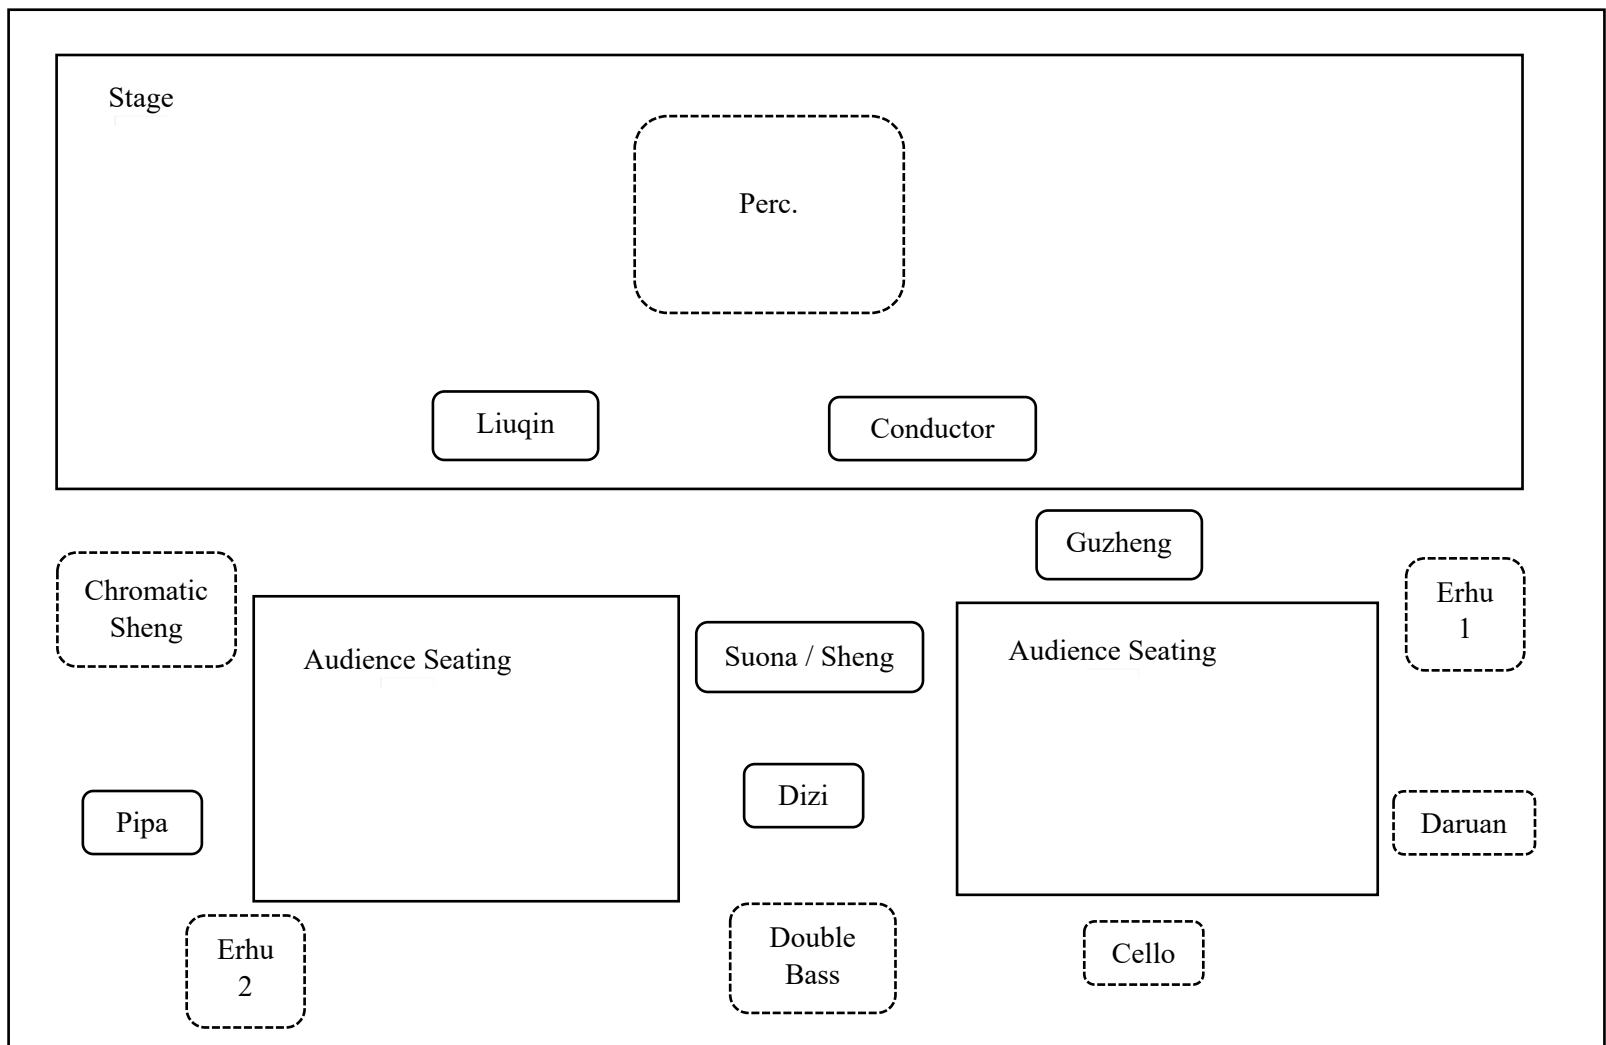 Stage
Perc.
Liuqin
Conductor
Guzheng
Chromatic
Sheng
Erhu
1
Audience Seating
Suona / Sheng
Audience Seating
Dizi
Pipa
Daruan
Erhu
2
Double
Bass
Cello